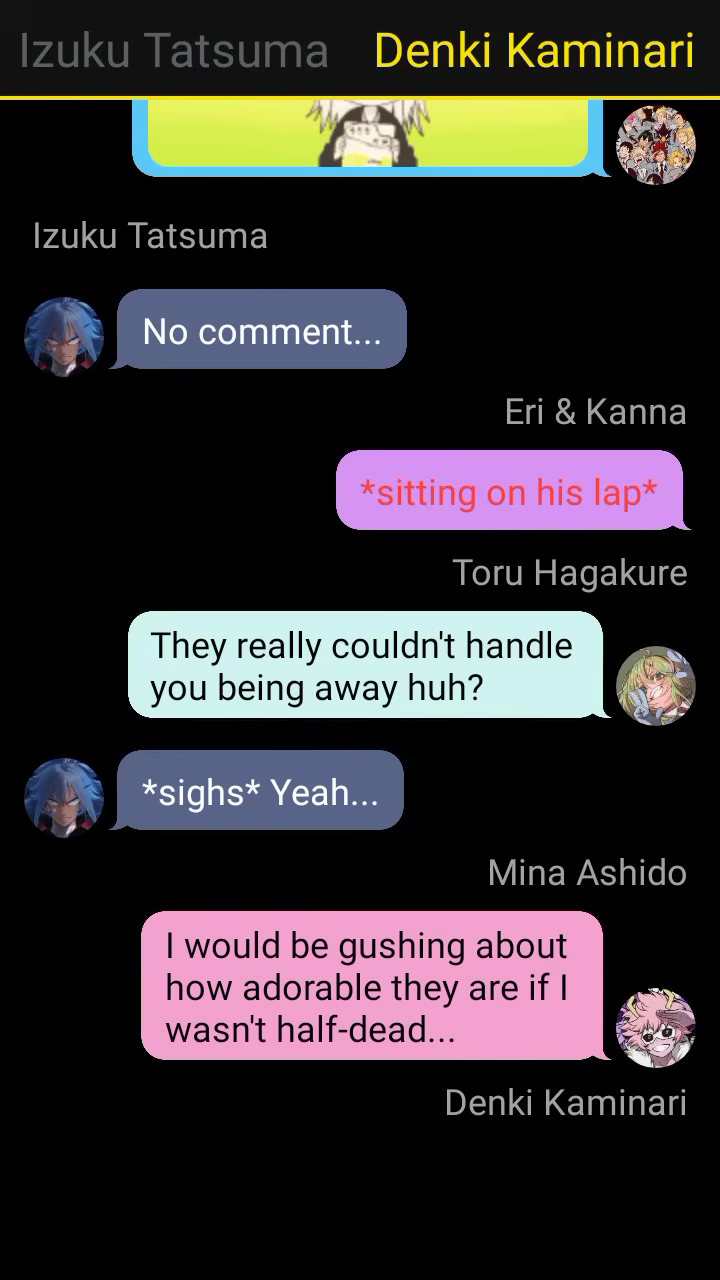 Izuku Tatsuma Denki Kaminari
Izuku Tatsuma
No comment...
Eri & Kanna
*sitting on his lap*
Toru Hagakure
They really couldn't handle
you being away huh?
*sighs* Yeah...
Mina Ashido
I would be gushing about
how adorable they are if I
wasn't half-dead...
Denki Kaminari